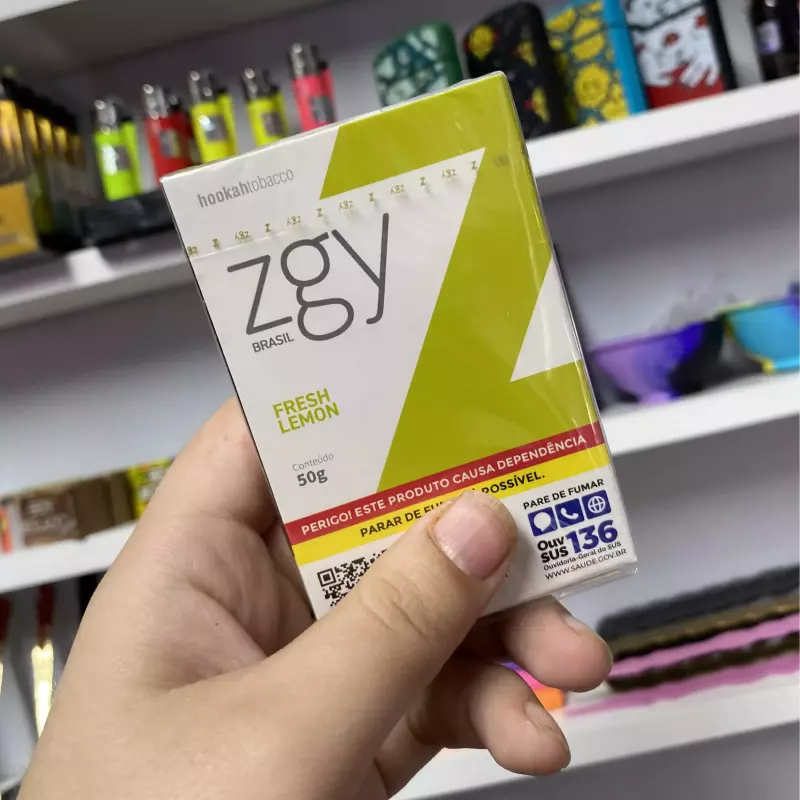 hookahtobacco
zgy
BRASIL
FRESH
LEMON
Conteúdo
50g
PERIGO! ESTE PRODUTO CAUSA DEPENDÊNCIA
PARAR DE POSSÍVEL.
PARE DE FUMAR
Ouv
SUS 136
Ouvidoria-Geral do SUS
WWW.SAUDE.GOV.BR